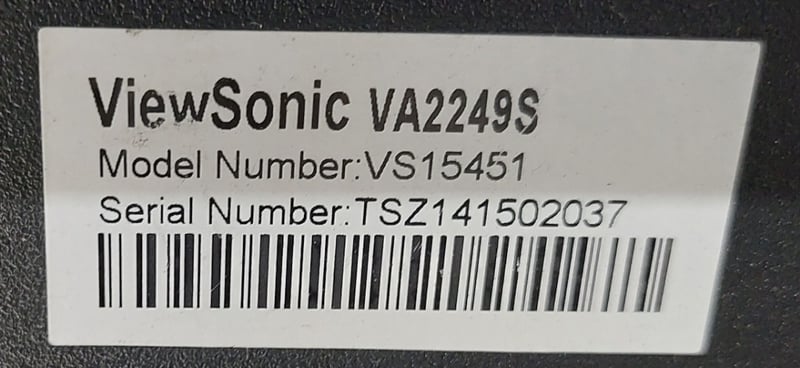 ViewSonic VA2249S
Model Number:VS15451
Serial Number:TSZ141502037